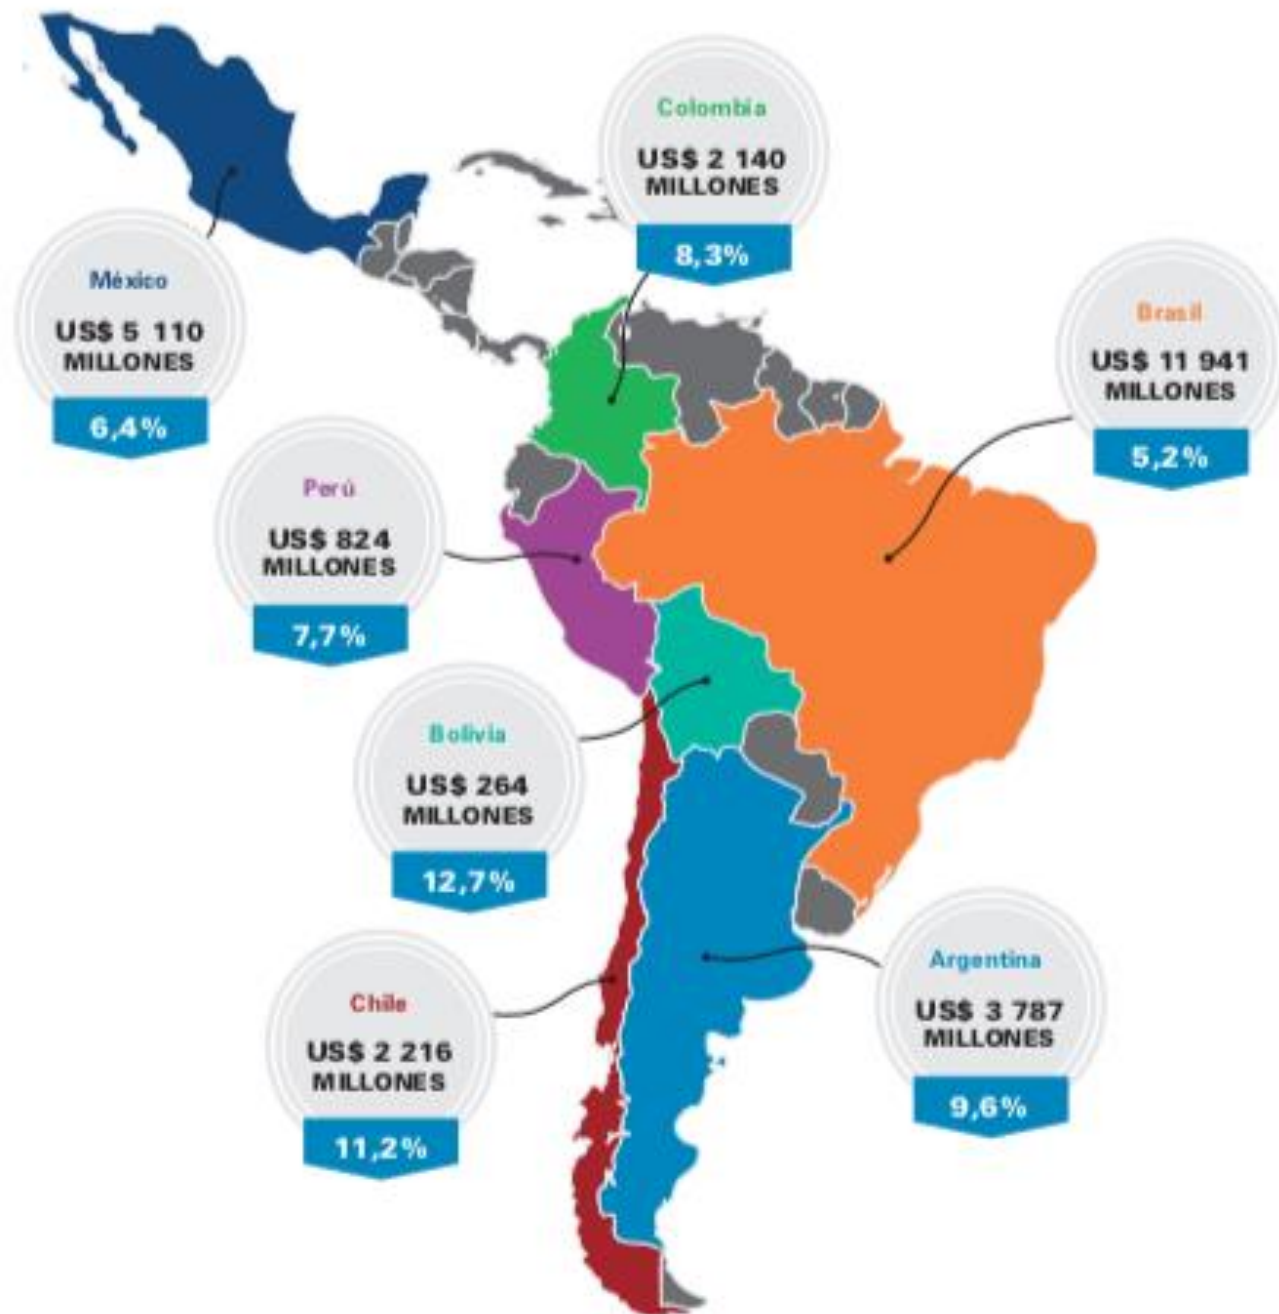 Colombia
US$ 2 140
MILLONES
8,3%
México
US$ 5 110
MILLONES
6,4%
Brasil
US$ 11 941
MILLONES
5,2%
Perú
US$ 824
MILLONES
7,7%
Bolivia
US$ 264
MILLONES
12,7%
Chile
US$ 2 216
MILLONES
11,2%
Argentina
US$ 3 787
MILLONES
9,6%